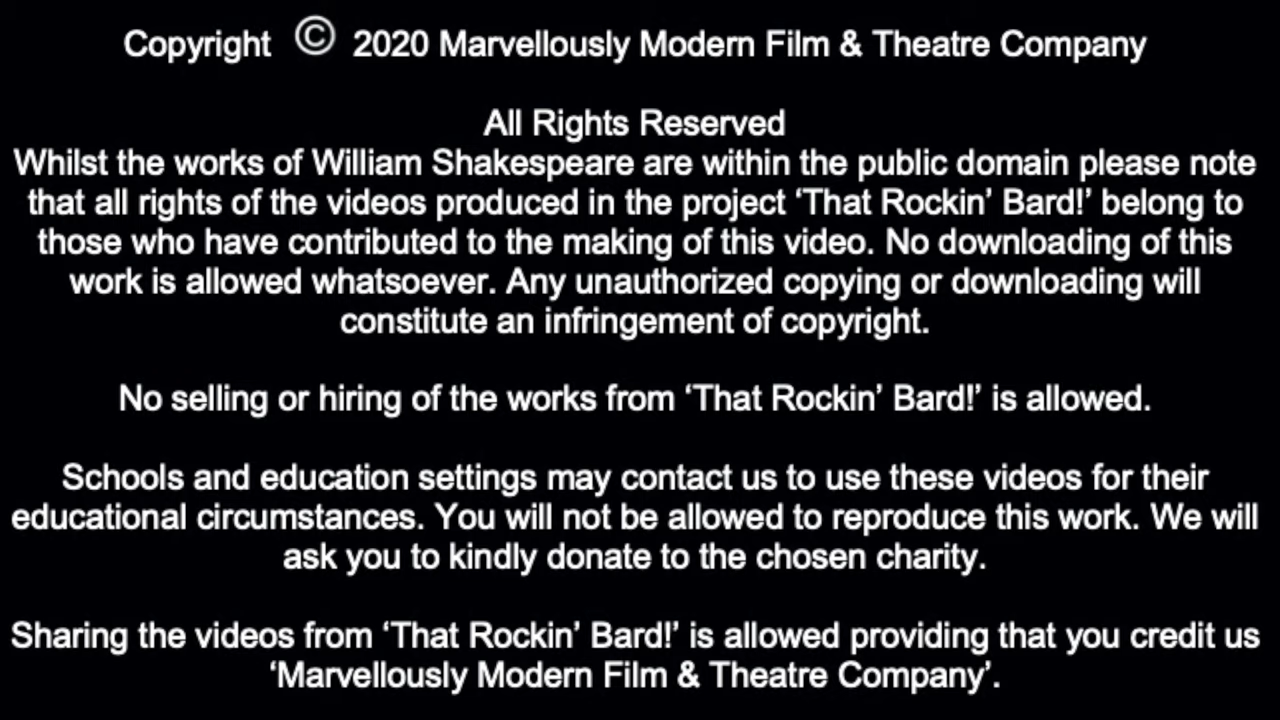 Copyright © 2020 Marvellously Modern Film & Theatre Company
All Rights Reserved
Whilst the works of William Shakespeare are within the public domain please note
that all rights of the videos produced in the project ‘That Rockin’ Bard!’ belong to
those who have contributed to the making of this video. No downloading of this
work is allowed whatsoever. Any unauthorized copying or downloading will
constitute an infringement of copyright.
No selling or hiring of the works from ‘That Rockin’ Bard!’ is allowed.
Schools and education settings may contact us to use these videos for their
educational circumstances. You will not be allowed to reproduce this work. We will
ask you to kindly donate to the chosen charity.
Sharing the videos from ‘That Rockin’ Bard!’ is allowed providing that you credit us
‘Marvellously Modern Film & Theatre Company’.